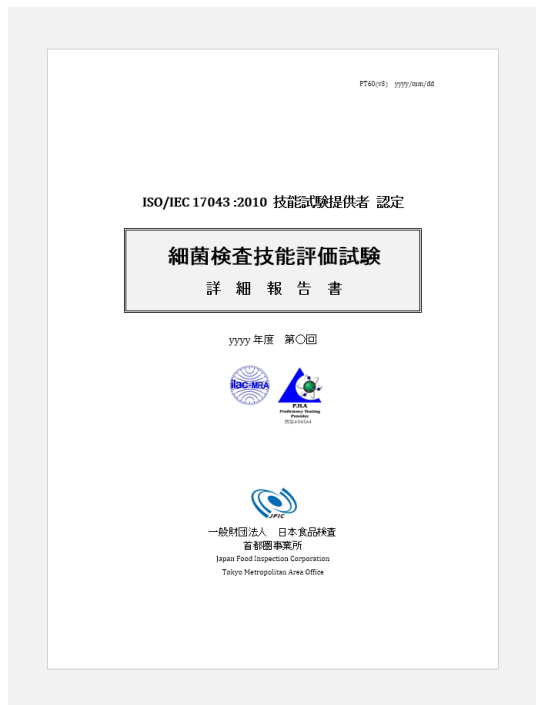 PT60(v8) yyyy/mm/dd
ISO/IEC 17043 :2010 技能試験提供者 認定
細菌検査技能評価試験
詳 細 報 告 書
yyyy 年度 第○回
ilac-MRA
PJLA
Proficiency Testing
Provider
JFIC
一般財団法人 日本食品検査
首都圏事業所
Japan Food Inspection Corporation
Tokyo Metropolitan Area Office